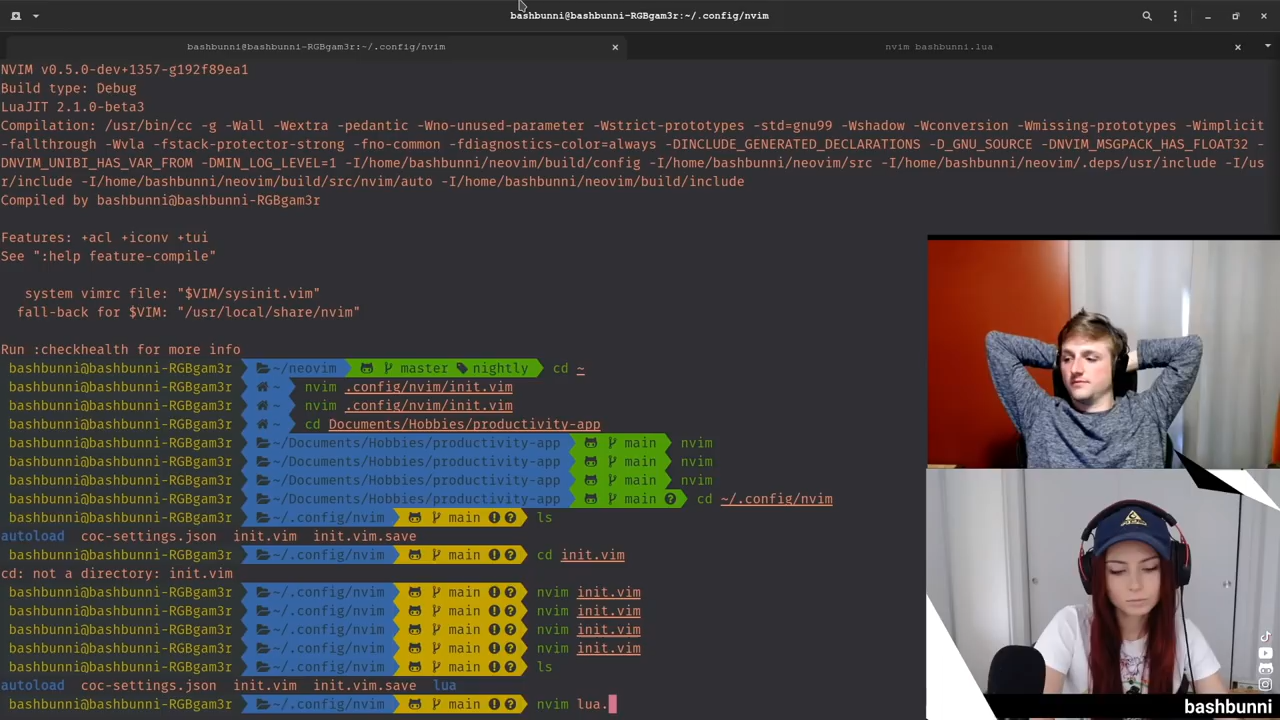 bashbunni@bashbunni-RGBgam3r:~/.config/nvim
bashbunni@bashbunni-RGBgam3r:~/.config/nvim
nvim bashbunni.lua
NVIM v0.5.0-dev+1357-g192f89ea1
Build type: Debug
LuaJIT 2.1.0-beta3
Compilation: /usr/bin/cc -g -Wall -Wextra -pedantic -Wno-unused-parameter -Wstrict-prototypes -std=gnu99 -Wshadow -Wconversion -Wmissing-prototypes -Wimplicit
-fallthrough -Wvla -fstack-protector-strong -fno-common -fdiagnostics-color=always -DINCLUDE_GENERATED_DECLARATIONS -D_GNU_SOURCE -DNVIM_MSGPACK_HAS_FLOAT32 -
DNVIM_UNIBI_HAS_VAR_FROM -DMIN_LOG_LEVEL=1 -I/home/bashbunni/neovim/build/config -I/home/bashbunni/neovim/src -I/home/bashbunni/neovim/.deps/usr/include -I/us
r/include -I/home/bashbunni/neovim/build/src/nvim/auto -I/home/bashbunni/neovim/build/include
Compiled by bashbunni@bashbunni-RGBgam3r
Features: +acl +iconv +tui
See ":help feature-compile"
system vimrc file: "$VIM/sysinit.vim"
fall-back for $VIM: "/usr/local/share/nvim"
Run :checkhealth for more info
bashbunni@bashbunni-RGBgam3r ~/neovim master nightly cd ~
bashbunni@bashbunni-RGBgam3r ~ nvim .config/nvim/init.vim
bashbunni@bashbunni-RGBgam3r ~ nvim .config/nvim/init.vim
bashbunni@bashbunni-RGBgam3r ~ cd Documents/Hobbies/productivity-app
bashbunni@bashbunni-RGBgam3r ~/Documents/Hobbies/productivity-app main nvim
bashbunni@bashbunni-RGBgam3r ~/Documents/Hobbies/productivity-app main nvim
bashbunni@bashbunni-RGBgam3r ~/Documents/Hobbies/productivity-app main nvim
bashbunni@bashbunni-RGBgam3r ~/Documents/Hobbies/productivity-app main ? cd ~/.config/nvim
bashbunni@bashbunni-RGBgam3r ~/.config/nvim main ! ? ls
autoload coc-settings.json init.vim init.vim.save
bashbunni@bashbunni-RGBgam3r ~/.config/nvim main ! ? cd init.vim
cd: not a directory: init.vim
bashbunni@bashbunni-RGBgam3r ~/.config/nvim main ! ? nvim init.vim
bashbunni@bashbunni-RGBgam3r ~/.config/nvim main ! ? nvim init.vim
bashbunni@bashbunni-RGBgam3r ~/.config/nvim main ! ? nvim init.vim
bashbunni@bashbunni-RGBgam3r ~/.config/nvim main ! ? nvim init.vim
bashbunni@bashbunni-RGBgam3r ~/.config/nvim main ! ? ls
autoload coc-settings.json init.vim init.vim.save lua
bashbunni@bashbunni-RGBgam3r ~/.config/nvim main ! ? nvim lua.
bashbunni